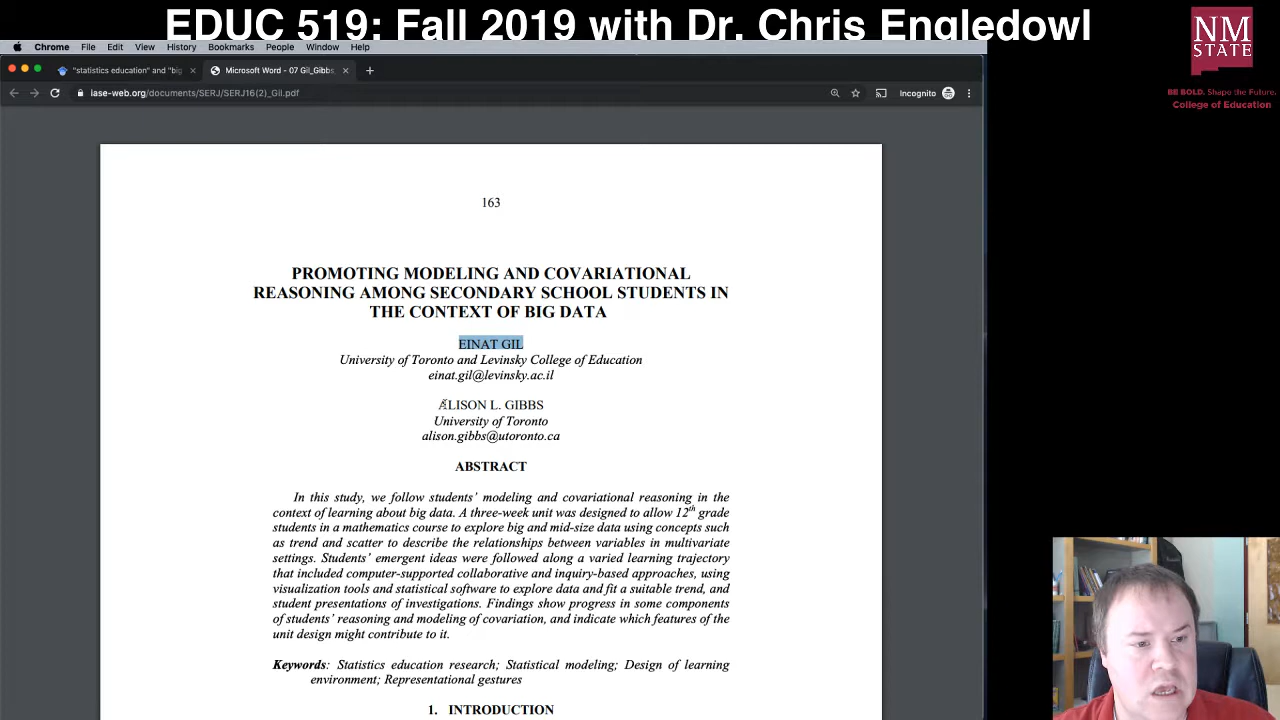 EDUC 519: Fall 2019 with Dr. Chris Engledowl
NM
STATE
BE BOLD. Shape the Future.
College of Education
Chrome File Edit View History Bookmarks People Window Help
"statistics education" and "big
Microsoft Word - 07 Gil_Gibbs
iase-web.org/documents/SERJ/SERJ16(2)_Gil.pdf
Incognito
163
PROMOTING MODELING AND COVARIATIONAL
REASONING AMONG SECONDARY SCHOOL STUDENTS IN
THE CONTEXT OF BIG DATA
EINAT GIL
University of Toronto and Levinsky College of Education
einat.gil@levinsky.ac.il
ALISON L. GIBBS
University of Toronto
alison.gibbs@utoronto.ca
ABSTRACT
In this study, we follow students' modeling and covariational reasoning in the
context of learning about big data. A three-week unit was designed to allow 12th grade
students in a mathematics course to explore big and mid-size data using concepts such
as trend and scatter to describe the relationships between variables in multivariate
settings. Students' emergent ideas were followed along a varied learning trajectory
that included computer-supported collaborative and inquiry-based approaches, using
visualization tools and statistical software to explore data and fit a suitable trend, and
student presentations of investigations. Findings show progress in some components
of students' reasoning and modeling of covariation, and indicate which features of the
unit design might contribute to it.
Keywords: Statistics education research; Statistical modeling; Design of learning
environment; Representational gestures
1. INTRODUCTION